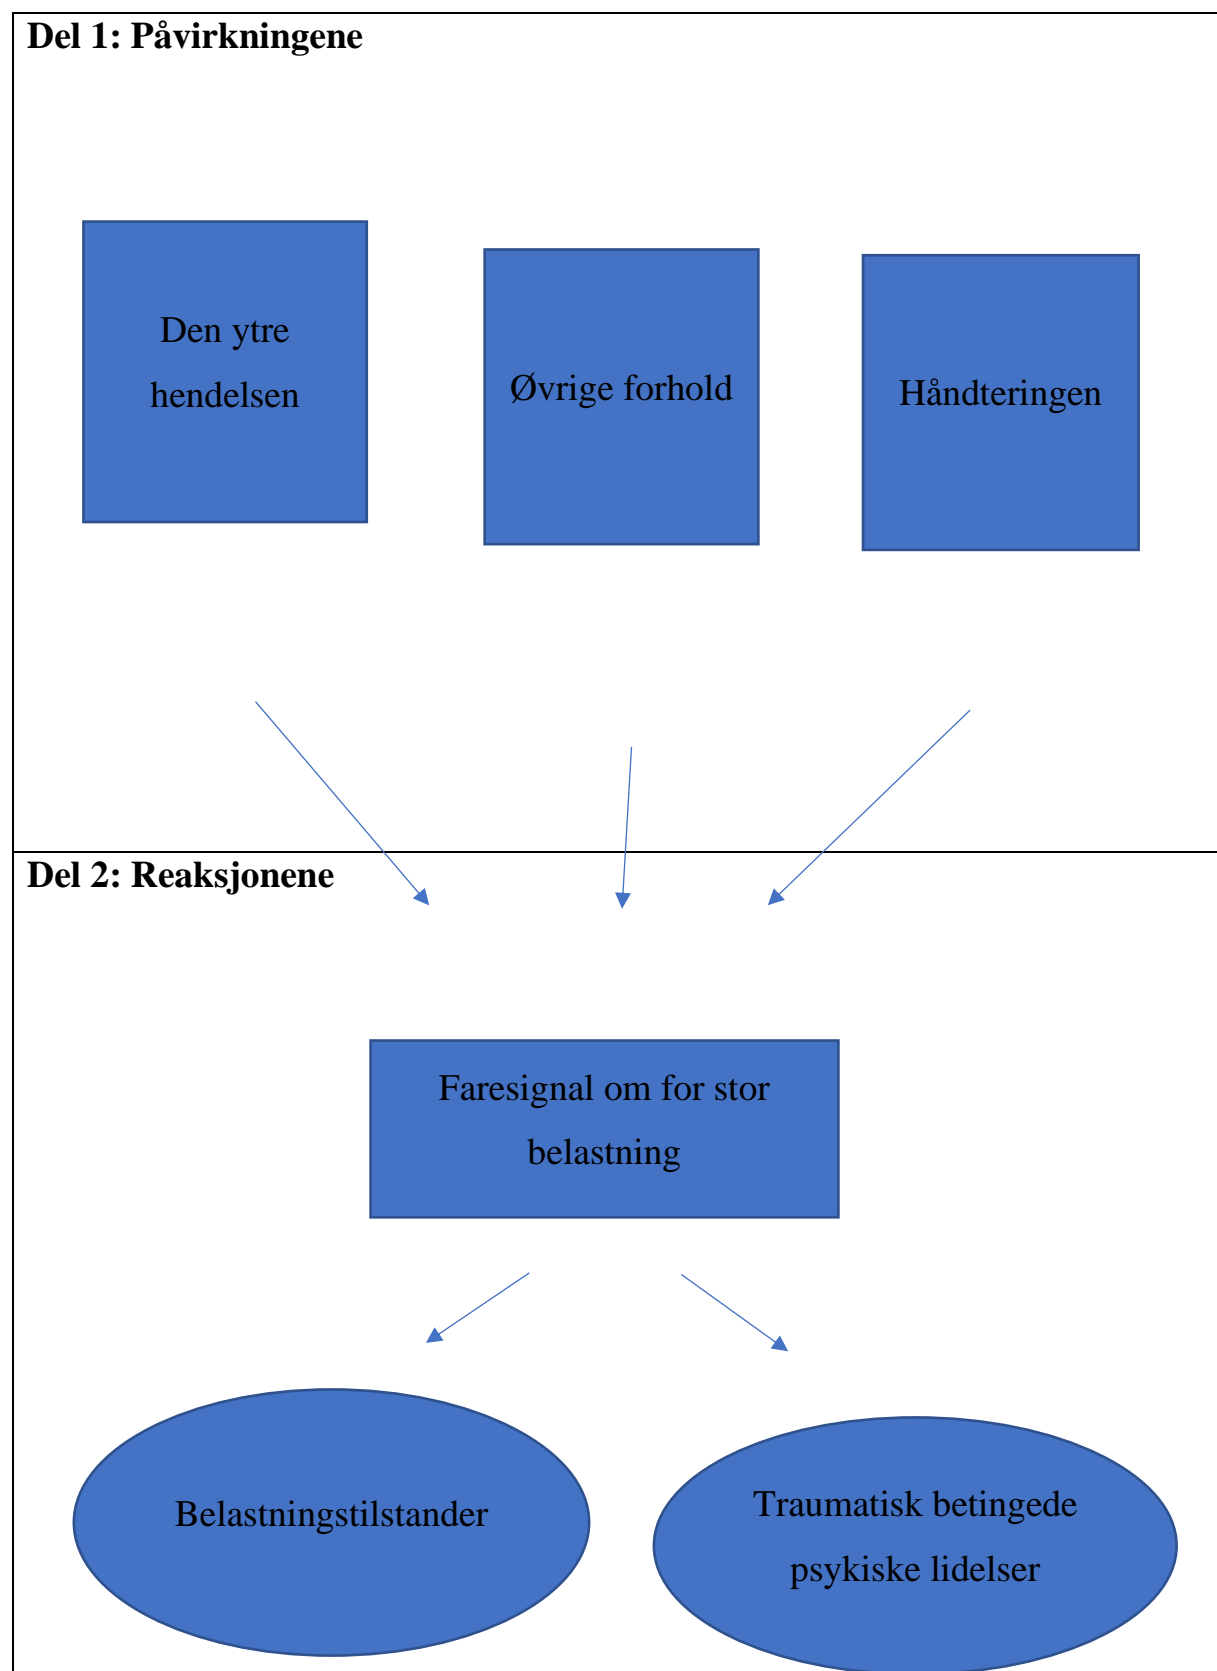 Del 1: Påvirkningene
Den ytre
hendelsen
Øvrige forhold
Håndteringen
Del 2: Reaksjonene
Faresignal om for stor
belastning
Belastningstilstander
Traumatisk betingede
psykiske lidelser